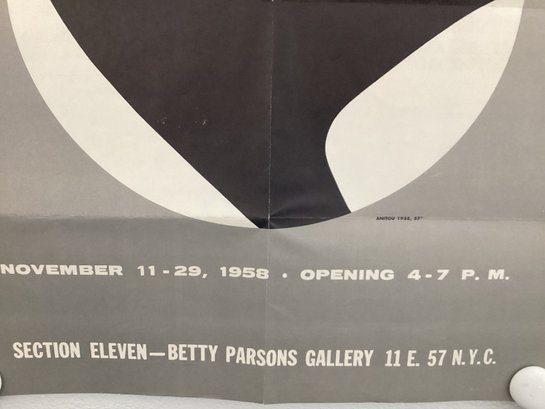 ANITOU 1958, 57"
NOVEMBER 11-29, 1958 • OPENING 4-7 P. M.
SECTION ELEVEN—BETTY PARSONS GALLERY 11 E. 57 N.Y.C.